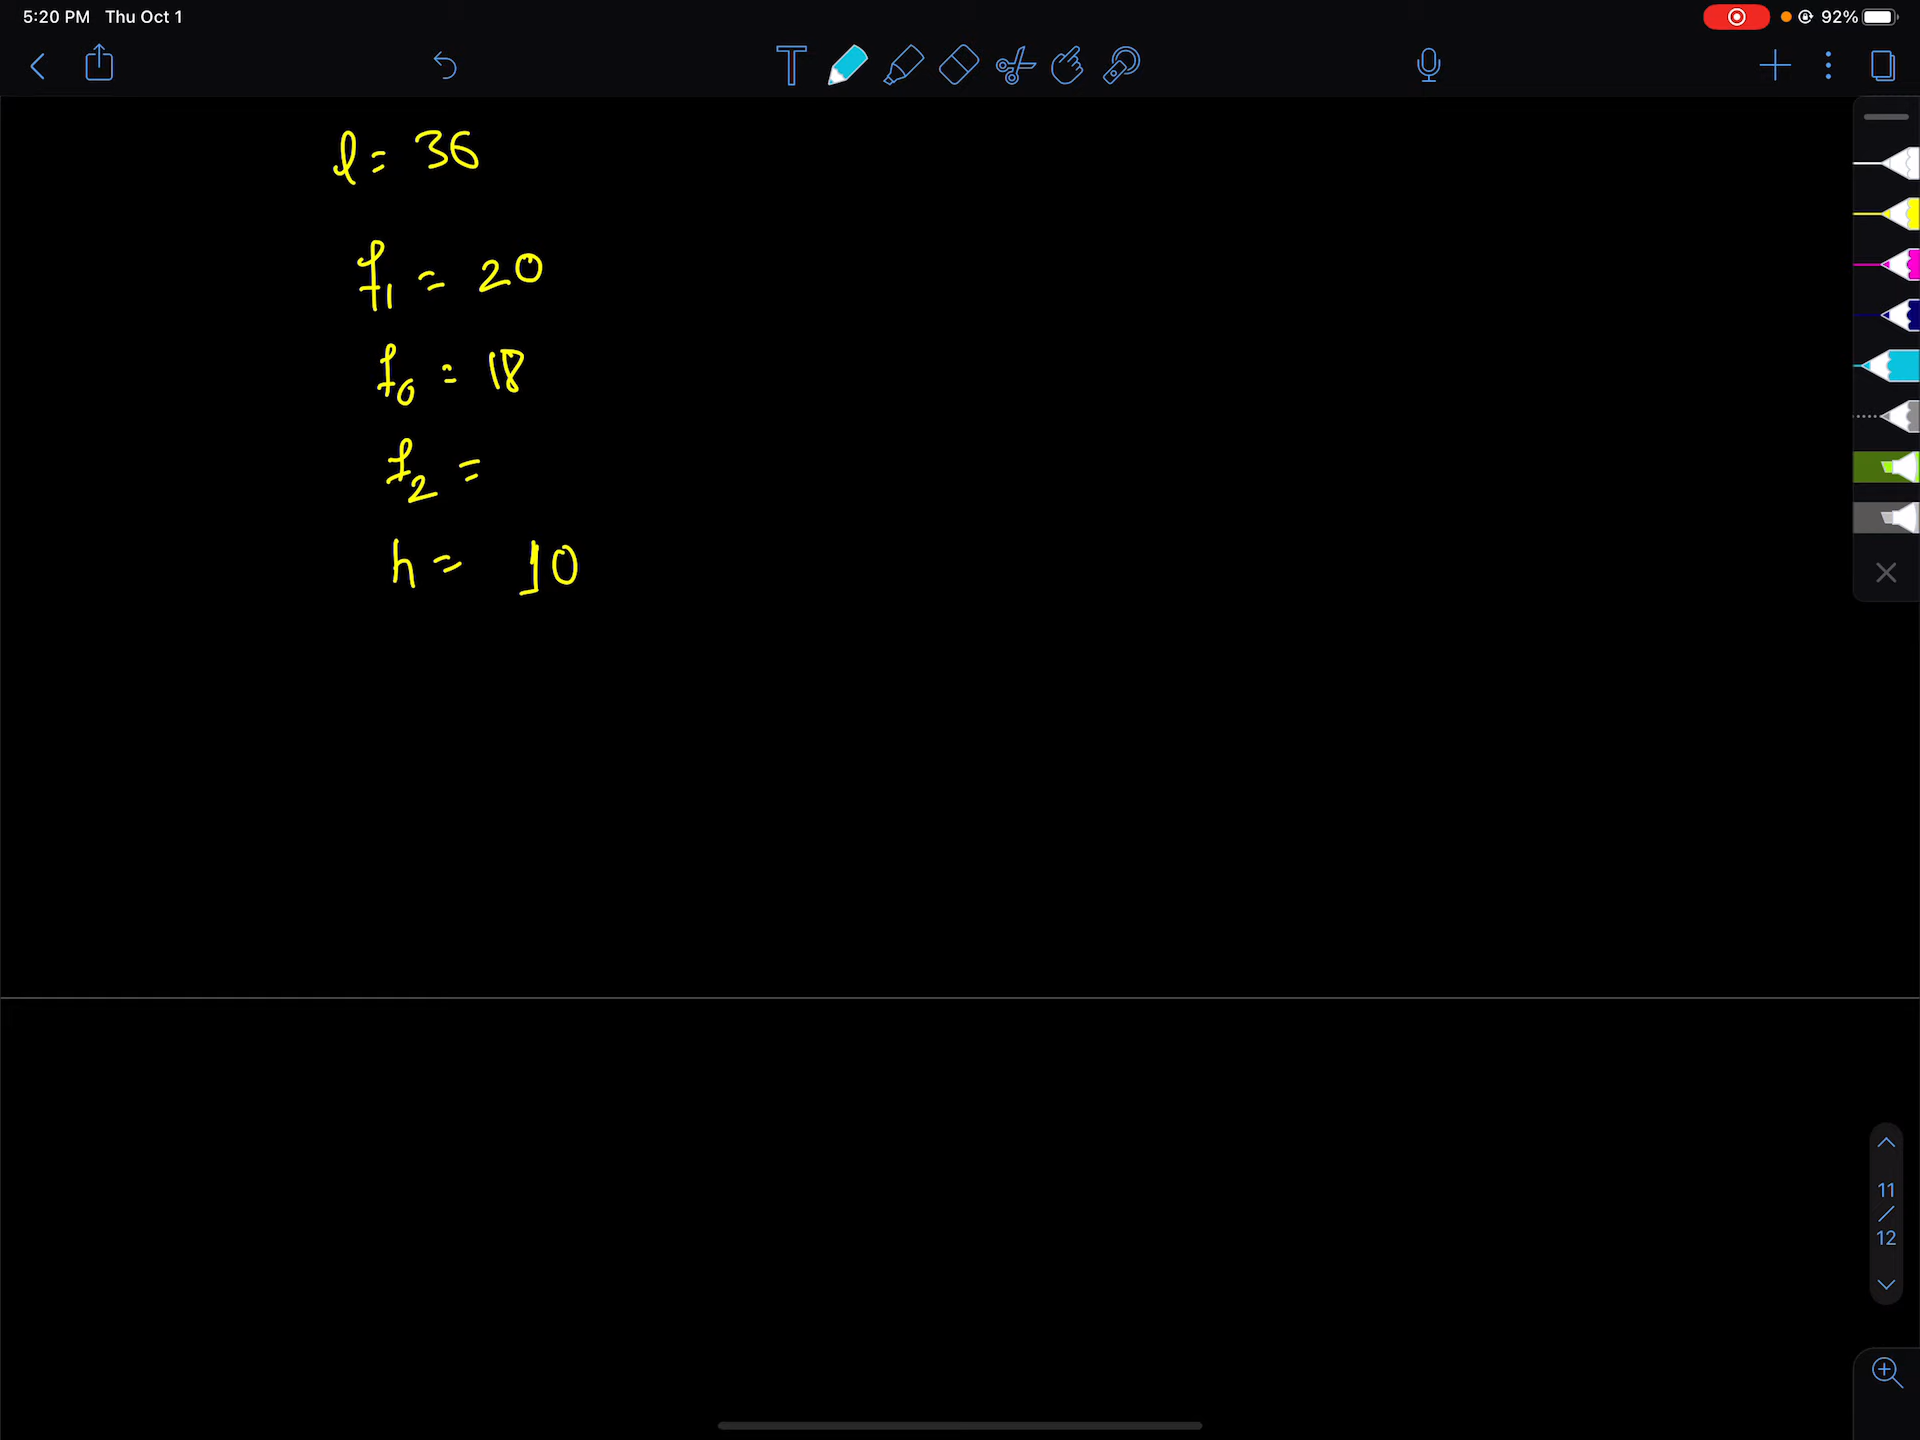 5:20 PM Thu Oct 1
92%
T
l = 36
f₁ = 20
f₀ = 18
f₂ =
h = 10
11
/
12